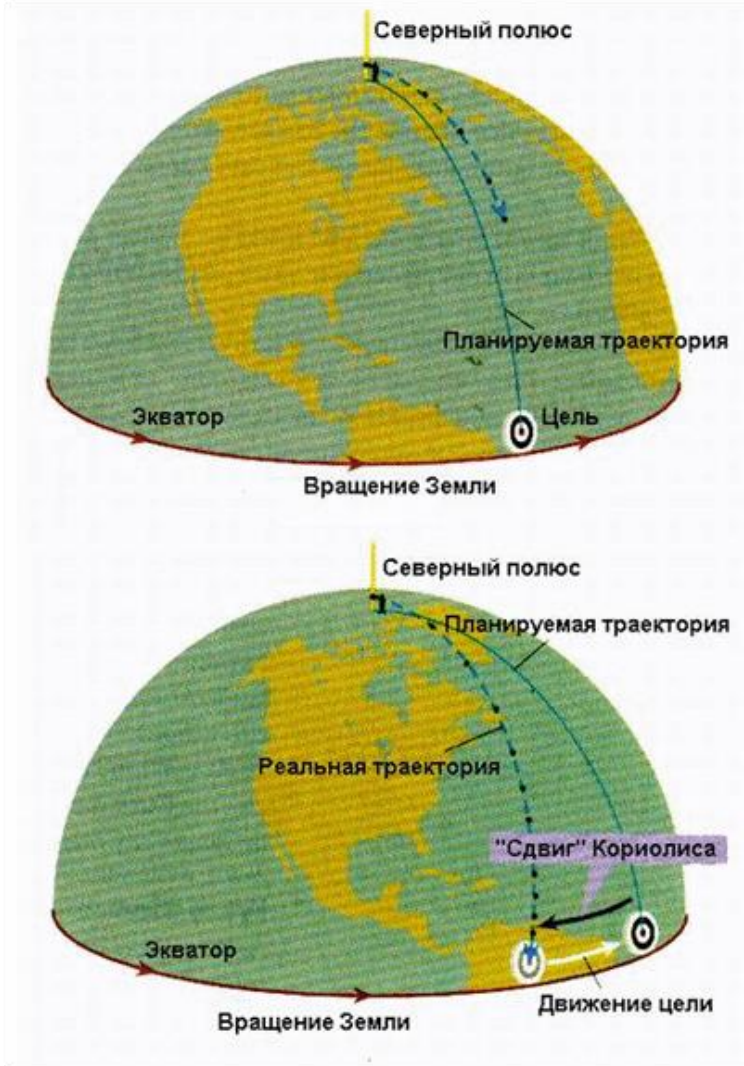 Северный полюс
Планируемая траектория
Экватор
Цель
Вращение Земли
Северный полюс
Планируемая траектория
Реальная траектория
"Сдвиг" Кориолиса
Экватор
Движение цели
Вращение Земли